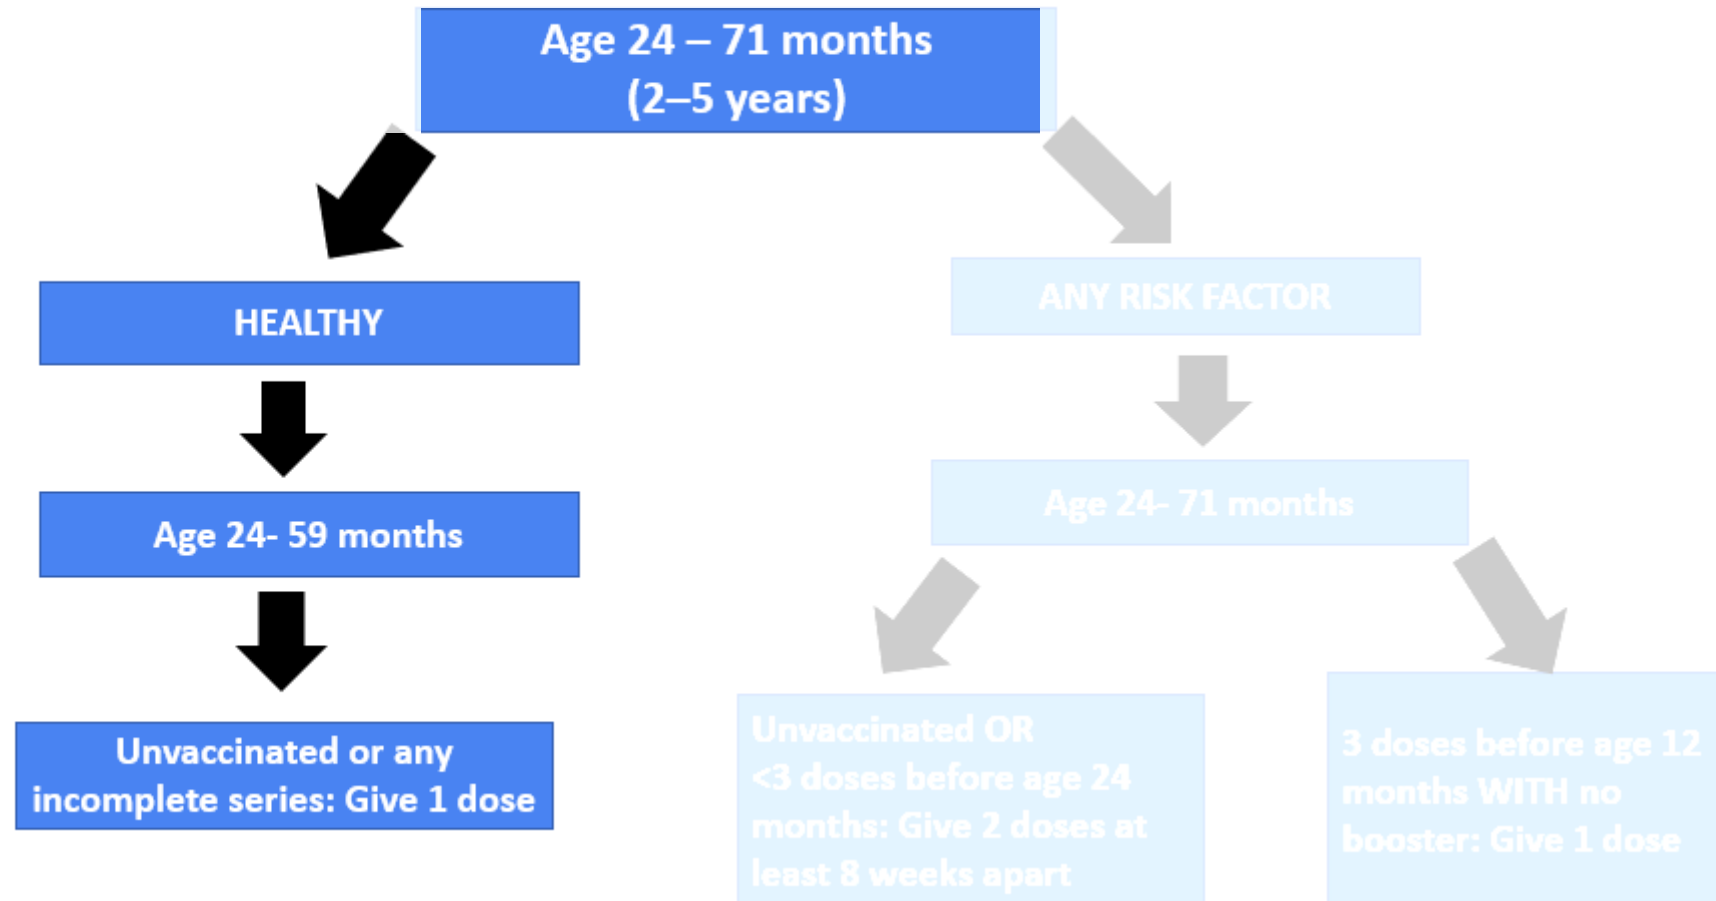 Age 24 – 71 months
(2–5 years)
HEALTHY
Age 24- 59 months
Unvaccinated or any
incomplete series: Give 1 dose
ANY RISK FACTOR
Age 24- 71 months
Unvaccinated OR
<3 doses before age 24
months: Give 2 doses at
least 8 weeks apart
3 doses before age 12
months WITH no
booster: Give 1 dose